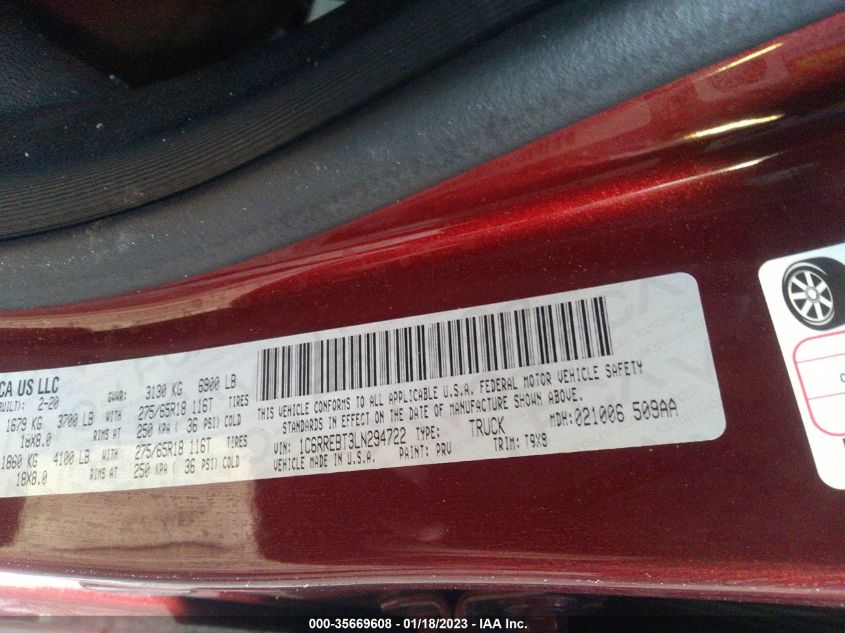 CA US LLC
BUILT): 2-20 GVWR: 3130 KG 6900 LB
1679 KG 3700 LB WITH 275/65R18 116T TIRES
18X8.0 RIMS AT 250 KPA ( 36 PSI) COLD
1860 KG 4100 LB WITH 275/65R18 116T TIRES
18X8.0 RIMS AT 250 KPA ( 36 PSI) COLD
THIS VEHICLE CONFORMS TO ALL APPLICABLE U.S.A. FEDERAL MOTOR VEHICLE SAFETY
STANDARDS IN EFFECT ON THE DATE OF MANUFACTURE SHOWN ABOVE.
VIN: 1C6RREBT3LN294722 TYPE: TRUCK MDH:021006 509AA
VEHICLE MADE IN U.S.A. PAINT: PRV TRIM: T9X9
000-35669608 - 01/18/2023 - IAA Inc.